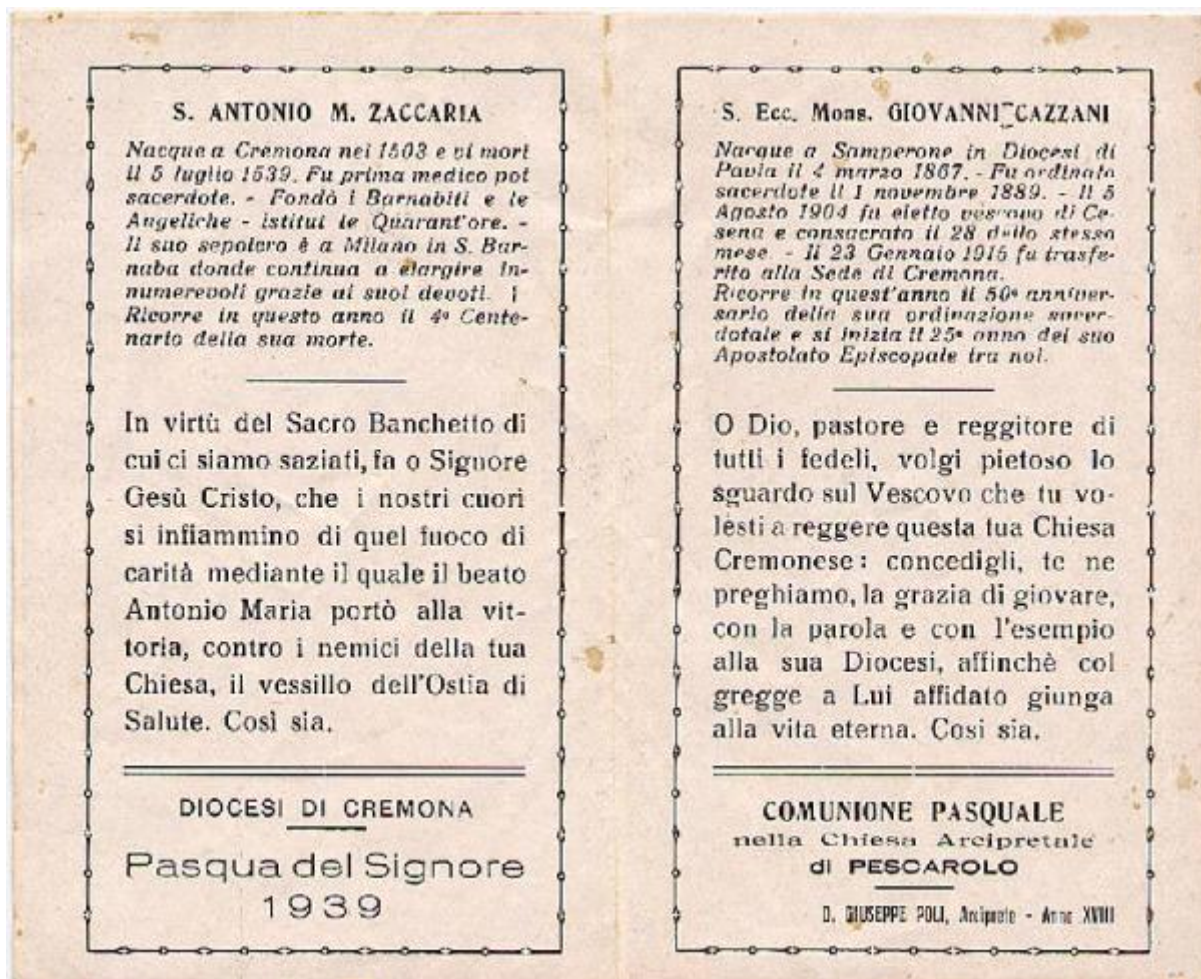 S. ANTONIO M. ZACCARIA
Nacque a Cremona nel 1503 e vi morì
il 5 luglio 1539. Fu prima medico poi
sacerdote. - Fondò i Barnabiti e le
Angeliche - istituì le Quarant'ore. -
Il suo sepolcro è a Milano in S. Bar-
naba donde continua a elargire in-
numerevoli grazie ai suoi devoti.
Ricorre in questo anno il 4º Cente-
nario della sua morte.
In virtù del Sacro Banchetto di
cui ci siamo saziati, fa o Signore
Gesù Cristo, che i nostri cuori
si infiammino di quel fuoco di
carità mediante il quale il beato
Antonio Maria portò alla vit-
toria, contro i nemici della tua
Chiesa, il vessillo dell'Ostia di
Salute. Così sia.
DIOCESI DI CREMONA
Pasqua del Signore
1939
S. Ecc. Mons. GIOVANNI CAZZANI
Nacque a Samperone in Diocesi di
Pavia il 4 marzo 1867. - Fu ordinato
sacerdote il 1 novembre 1889. - Il 5
Agosto 1904 fu eletto vescovo di Ce-
sena e consacrato il 28 dello stesso
mese. - Il 23 Gennaio 1915 fu trasfe-
rito alla Sede di Cremona.
Ricorre in quest'anno il 50º anniver-
sario della sua ordinazione sacer-
dotale e si inizia il 25º anno del suo
Apostolato Episcopale tra noi.
O Dio, pastore e reggitore di
tutti i fedeli, volgi pietoso lo
sguardo sul Vescovo che tu vo-
lesti a reggere questa tua Chiesa
Cremonese: concedigli, te ne
preghiamo, la grazia di giovare,
con la parola e con l'esempio
alla sua Diocesi, affinchè col
gregge a Lui affidato giunga
alla vita eterna. Così sia.
COMUNIONE PASQUALE
nella Chiesa Arcipretale
di PESCAROLO
D. GIUSEPPE POLI, Arciprete - Anno XVIII